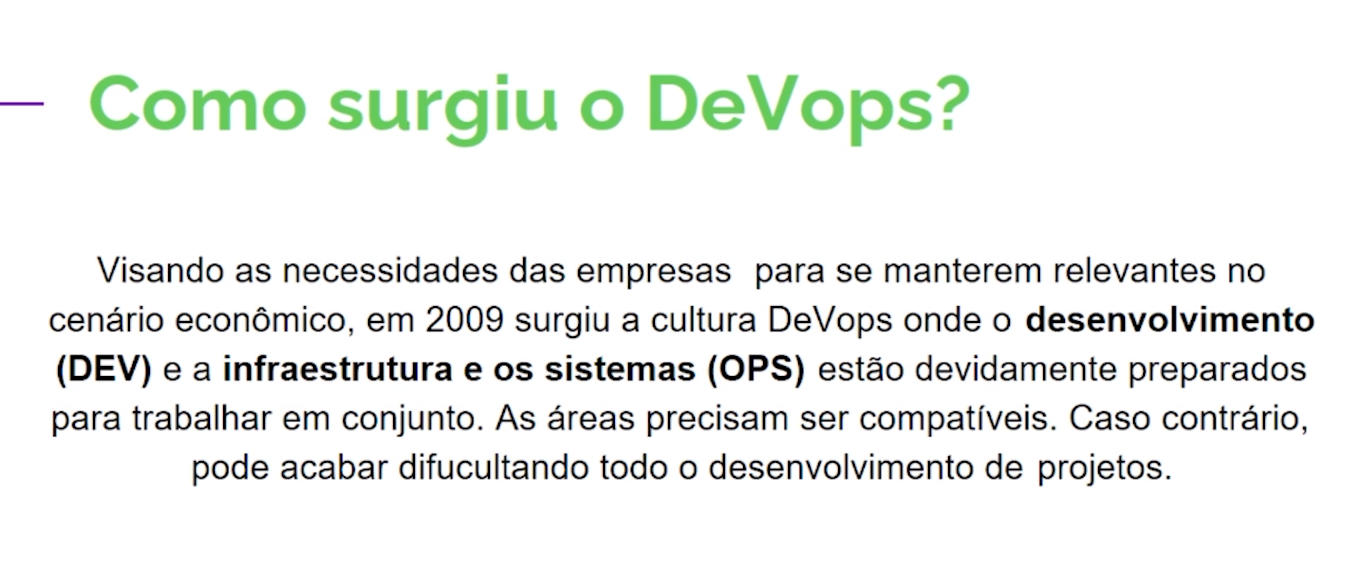 Como surgiu o DeVops?
Visando as necessidades das empresas  para se manterem relevantes no
cenário econômico, em 2009 surgiu a cultura DeVops onde o desenvolvimento
(DEV) e a infraestrutura e os sistemas (OPS) estão devidamente preparados
para trabalhar em conjunto. As áreas precisam ser compatíveis. Caso contrário,
pode acabar difucultando todo o desenvolvimento de projetos.